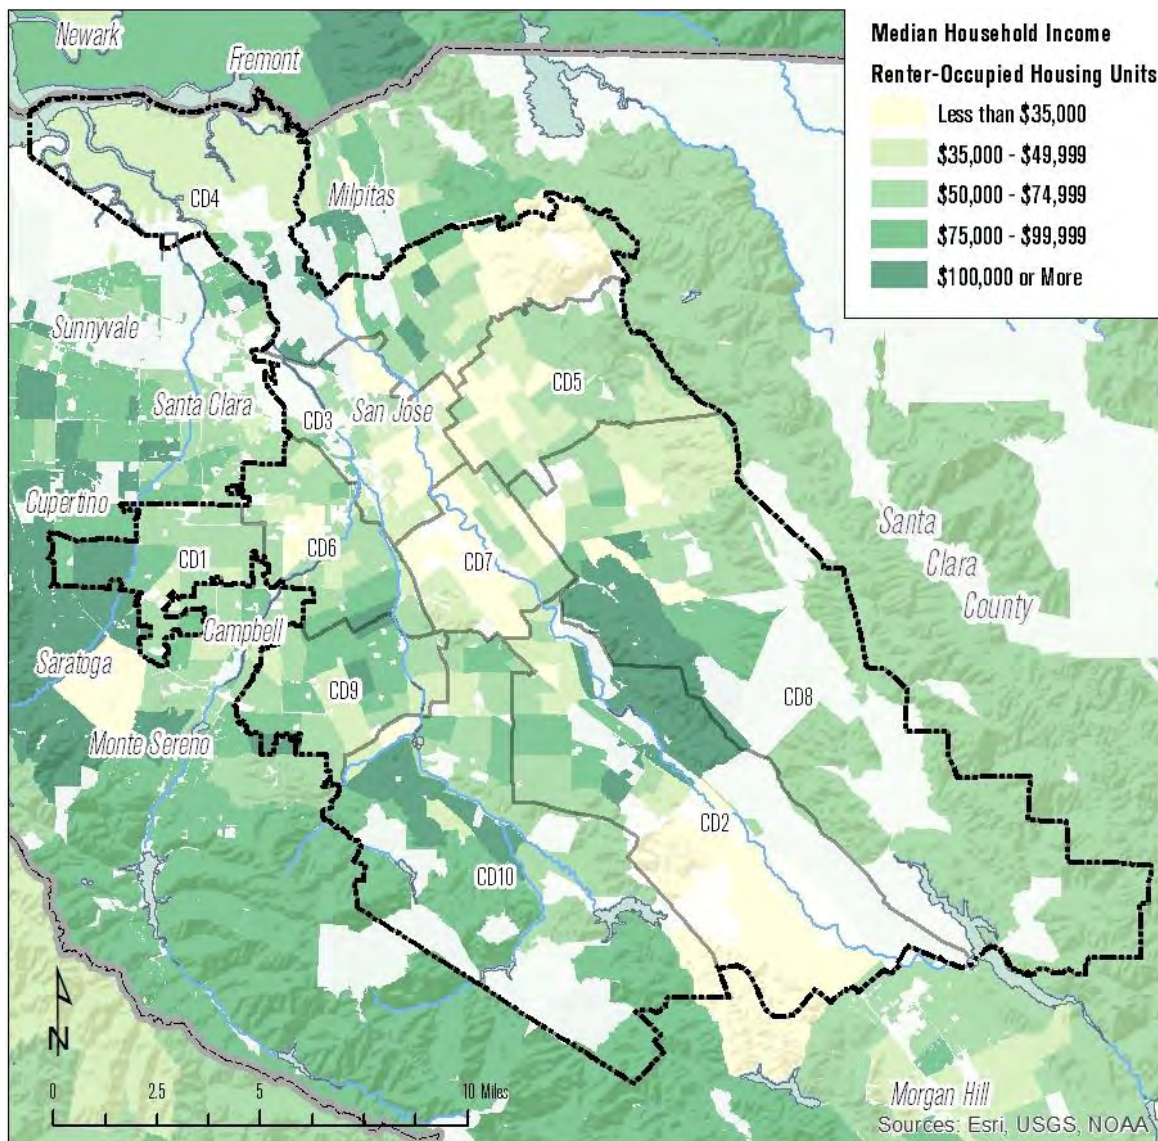 Newark
Fremont
Median Household Income
Renter-Occupied Housing Units
Less than $35,000
$35,000 - $49,999
$50,000 - $74,999
$75,000 - $99,999
$100,000 or More
CD4
Milpitas
Sunnyvale
Santa Clara
CD3
San Jose
CD5
Cupertino
CD1
CD6
CD7
Santa
Clara
County
Campbell
Saratoga
CD9
CD8
Monte Sereno
CD2
CD10
N
0 2.5 5 10 Miles
Morgan Hill
Sources: Esri, USGS, NOAA